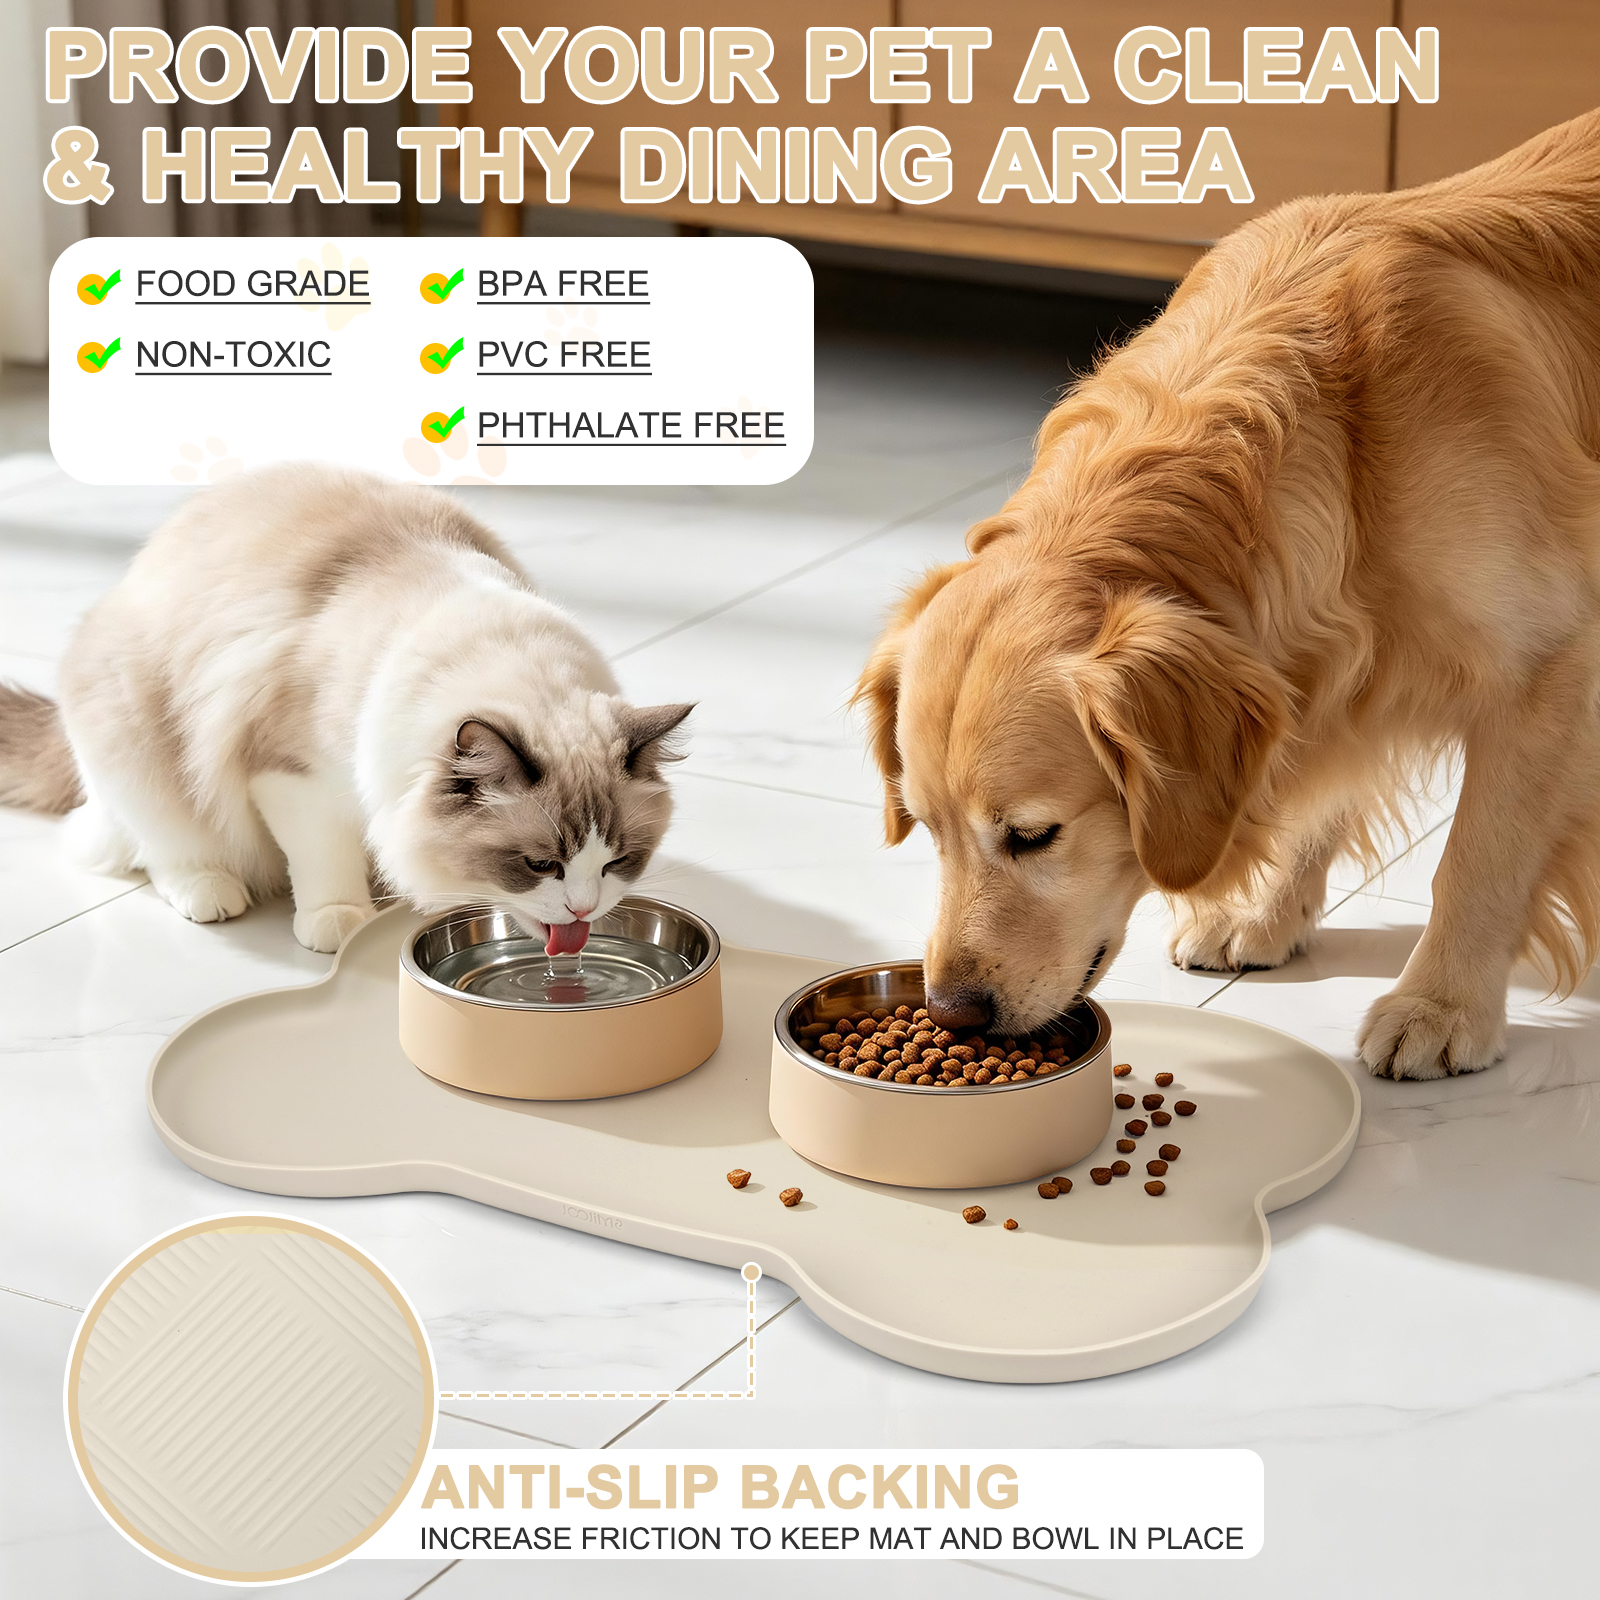 PROVIDE YOUR PET A CLEAN
& HEALTHY DINING AREA
FOOD GRADE
BPA FREE
NON-TOXIC
PVC FREE
PHTHALATE FREE
ANTI-SLIP BACKING
INCREASE FRICTION TO KEEP MAT AND BOWL IN PLACE